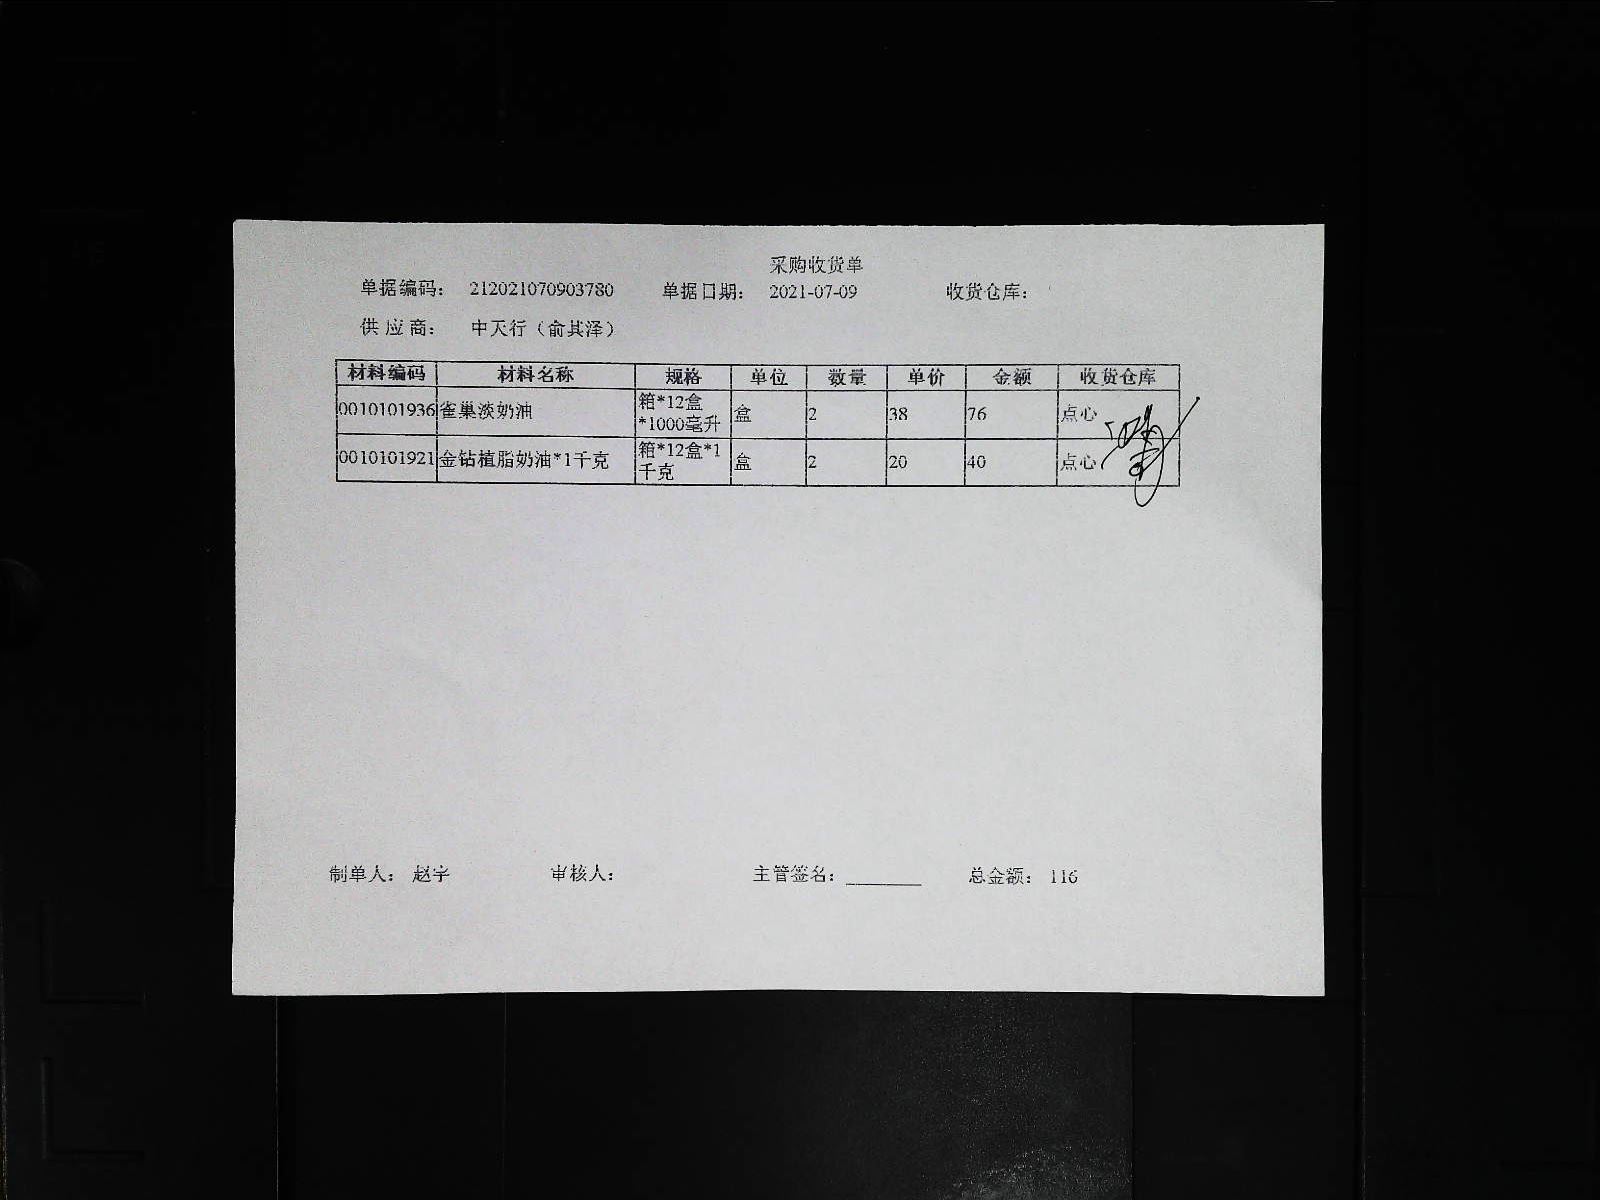 采购收货单
单据编码： 212021070903780 单据日期： 2021-07-09 收货仓库：
供应商： 中天行（俞其泽）
材料编码 材料名称 规格 单位 数量 单价 金额 收货仓库
0010101936 雀巢淡奶油 箱*12盒*1000毫升 盒 2 38 76 点心
0010101921 金钻植脂奶油*1千克 箱*12盒*1千克 盒 2 20 40 点心
制单人： 赵宇 审核人： 主管签名： 总金额： 116